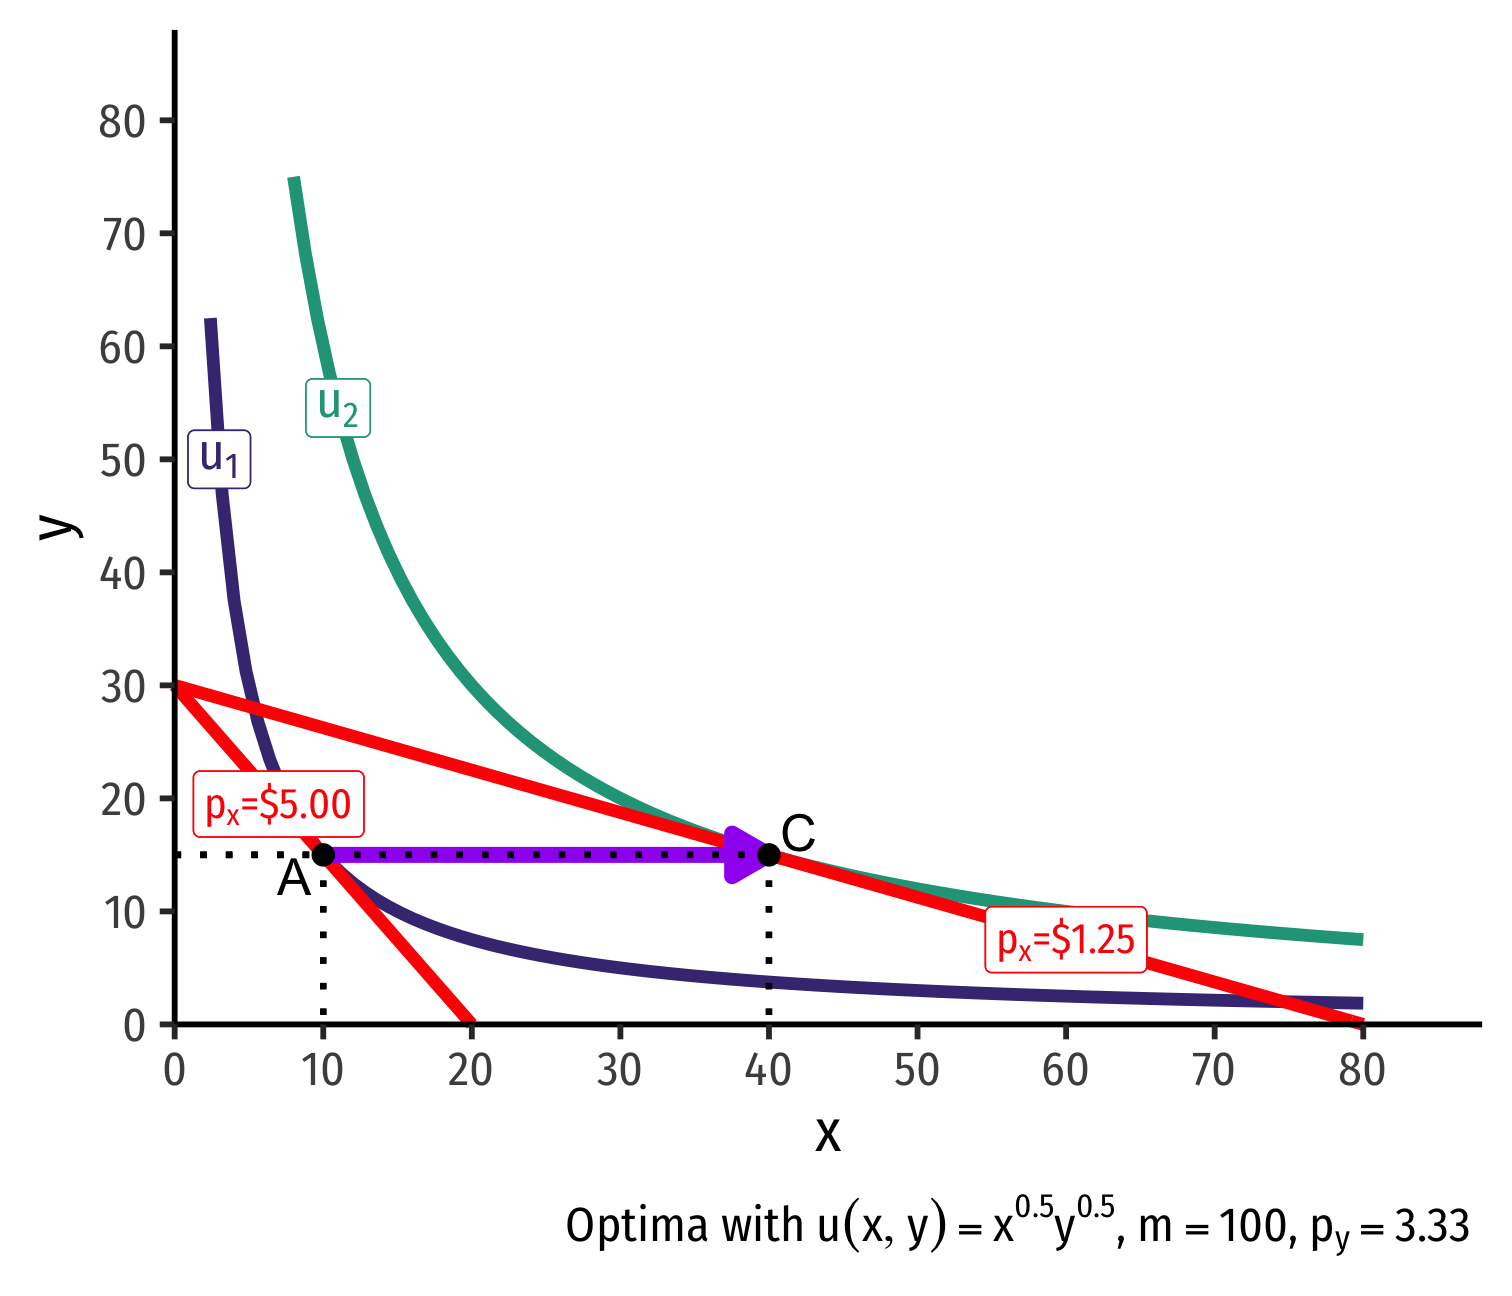 80
70
60
50
40
30
20
10
0
y
u₂
u₁
pₓ=$5.00
A
C
pₓ=$1.25
0 10 20 30 40 50 60 70 80
x
Optima with u(x, y) = x⁰·⁵y⁰·⁵, m = 100, p_y = 3.33